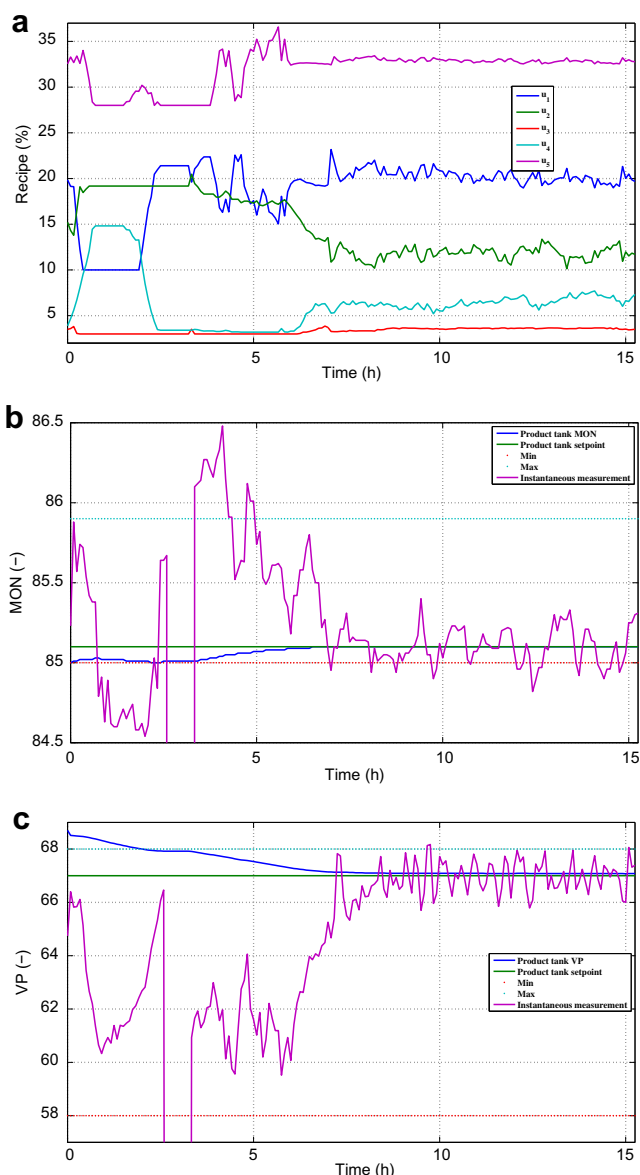 a
35
30
25
20
15
10
5
Recipe (%)
u1
u2
u3
u4
u5
0
5
10
15
Time (h)
b
86.5
86
85.5
85
84.5
MON (−)
Product tank MON
Product tank setpoint
Min
Max
Instantaneous measurement
0
5
10
15
Time (h)
c
68
66
64
62
60
58
VP (−)
Product tank VP
Product tank setpoint
Min
Max
Instantaneous measurement
0
5
10
15
Time (h)